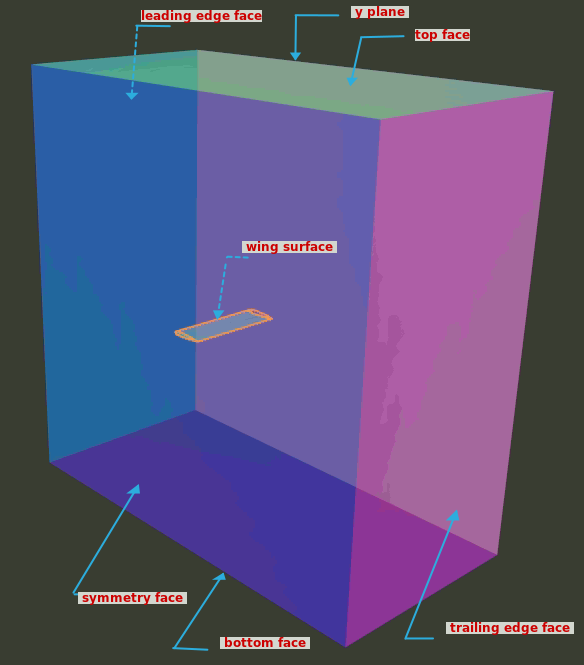 leading edge face
y plane
top face
wing surface
symmetry face
bottom face
trailing edge face